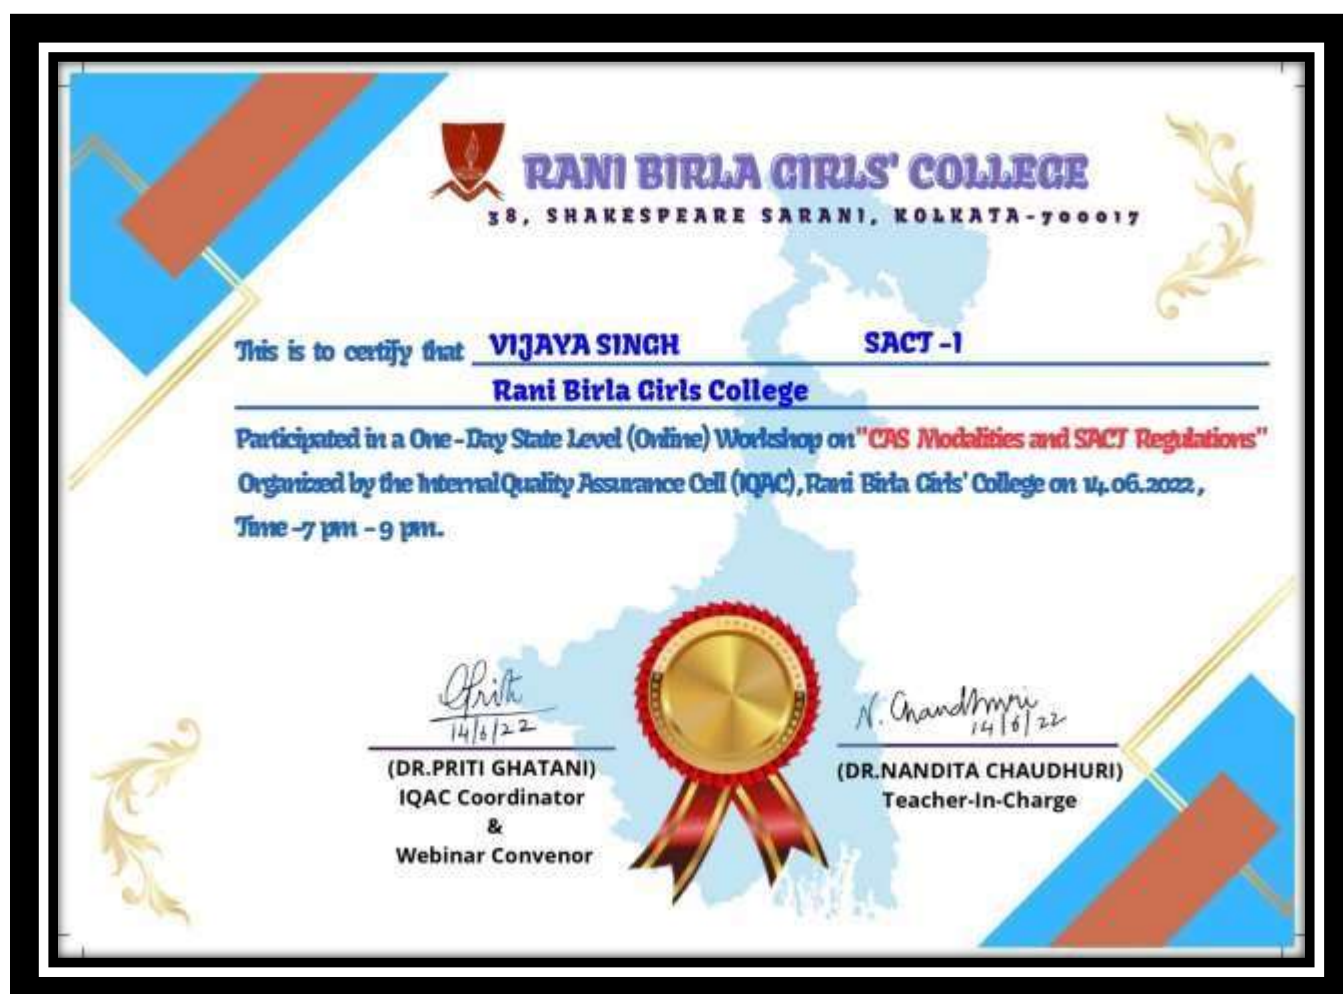 RANI BIRLA GIRLS' COLLEGE
38, SHAKESPEARE SARANI, KOLKATA-700017
This is to certify that VIJAYA SINGH SACT -1
Rani Birla Girls College
Participated in a One-Day State Level (Online) Workshop on "CAS Modalities and SACT Regulations"
Organized by the Internal Quality Assurance Cell (IQAC), Rani Birla Girls' College on 14.06.2022,
Time -7 pm - 9 pm.
Priti
14/6/22
N. Chaudhuri
14/6/22
(DR.PRITI GHATANI)
IQAC Coordinator
&
Webinar Convenor
(DR.NANDITA CHAUDHURI)
Teacher-In-Charge